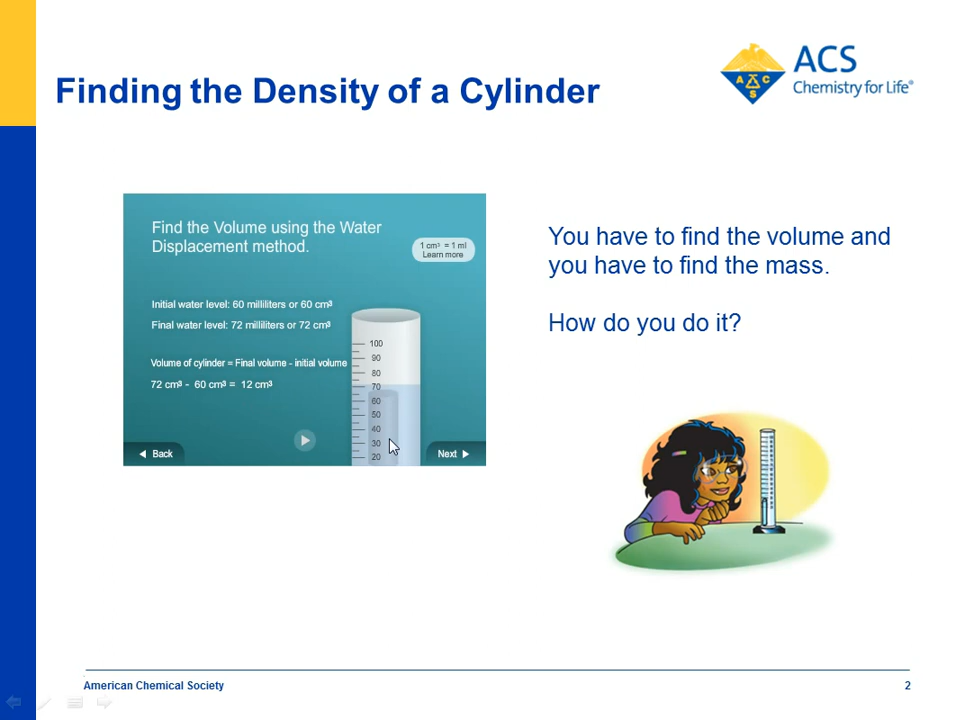 Finding the Density of a Cylinder
ACS
Chemistry for Life®
A C S
Find the Volume using the Water
Displacement method.
1 cm³ = 1 ml
Learn more
Initial water level: 60 milliliters or 60 cm³
Final water level: 72 milliliters or 72 cm³
Volume of cylinder = Final volume - initial volume
72 cm³ - 60 cm³ = 12 cm³
100
90
80
70
60
50
40
30
20
Back
Next
You have to find the volume and
you have to find the mass.
How do you do it?
American Chemical Society
2